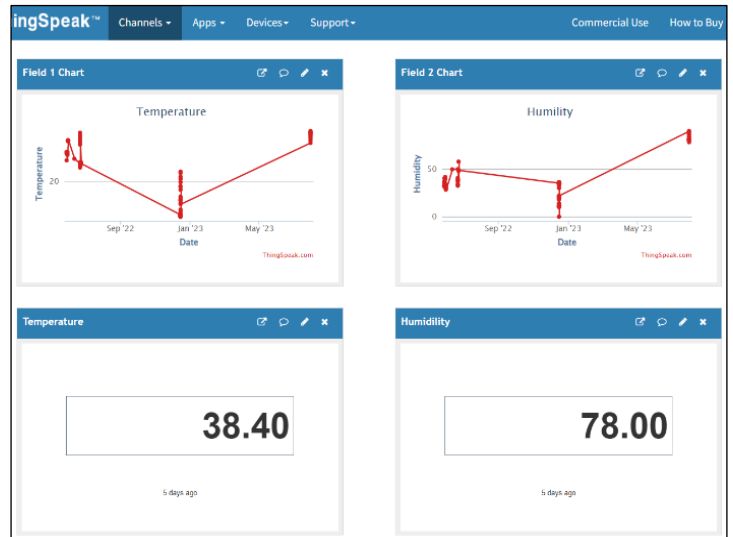 ingSpeak™ Channels Apps Devices Support Commercial Use How to Buy
Field 1 Chart
Temperature
Temperature
20
Sep '22 Jan '23 May '23
Date
ThingSpeak.com
Field 2 Chart
Humility
Humidity
50
0
Sep '22 Jan '23 May '23
Date
ThingSpeak.com
Temperature
38.40
5 days ago
Humidility
78.00
5 days ago